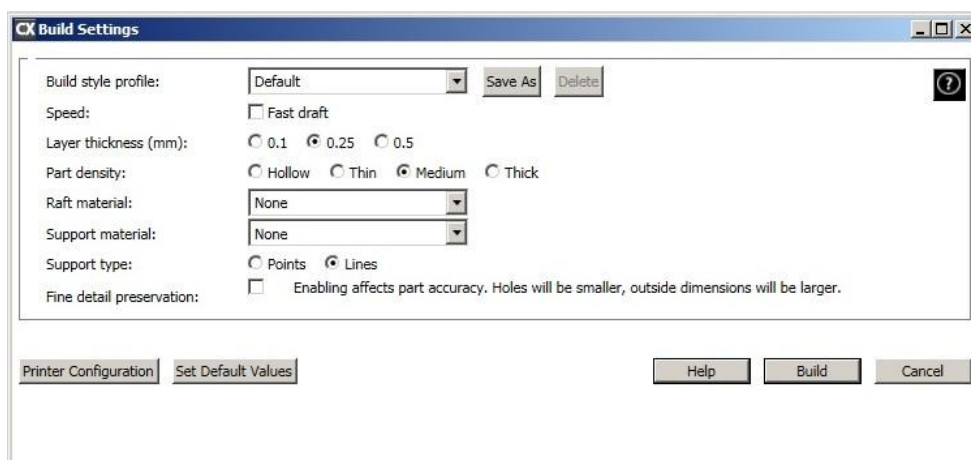 CX Build Settings
Build style profile: Default Save As Delete
?
Speed: Fast draft
Layer thickness (mm): 0.1 0.25 0.5
Part density: Hollow Thin Medium Thick
Raft material: None
Support material: None
Support type: Points Lines
Fine detail preservation: Enabling affects part accuracy. Holes will be smaller, outside dimensions will be larger.
Printer Configuration Set Default Values Help Build Cancel